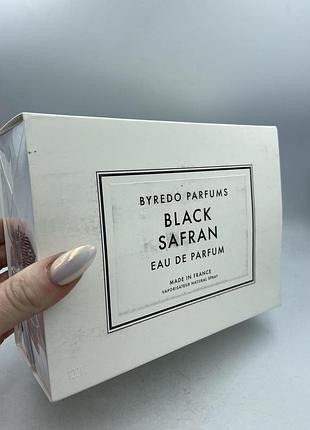 BYREDO PARFUMS
BLACK
SAFRAN
EAU DE PARFUM
MADE IN FRANCE
VAPORISATEUR NATURAL SPRAY